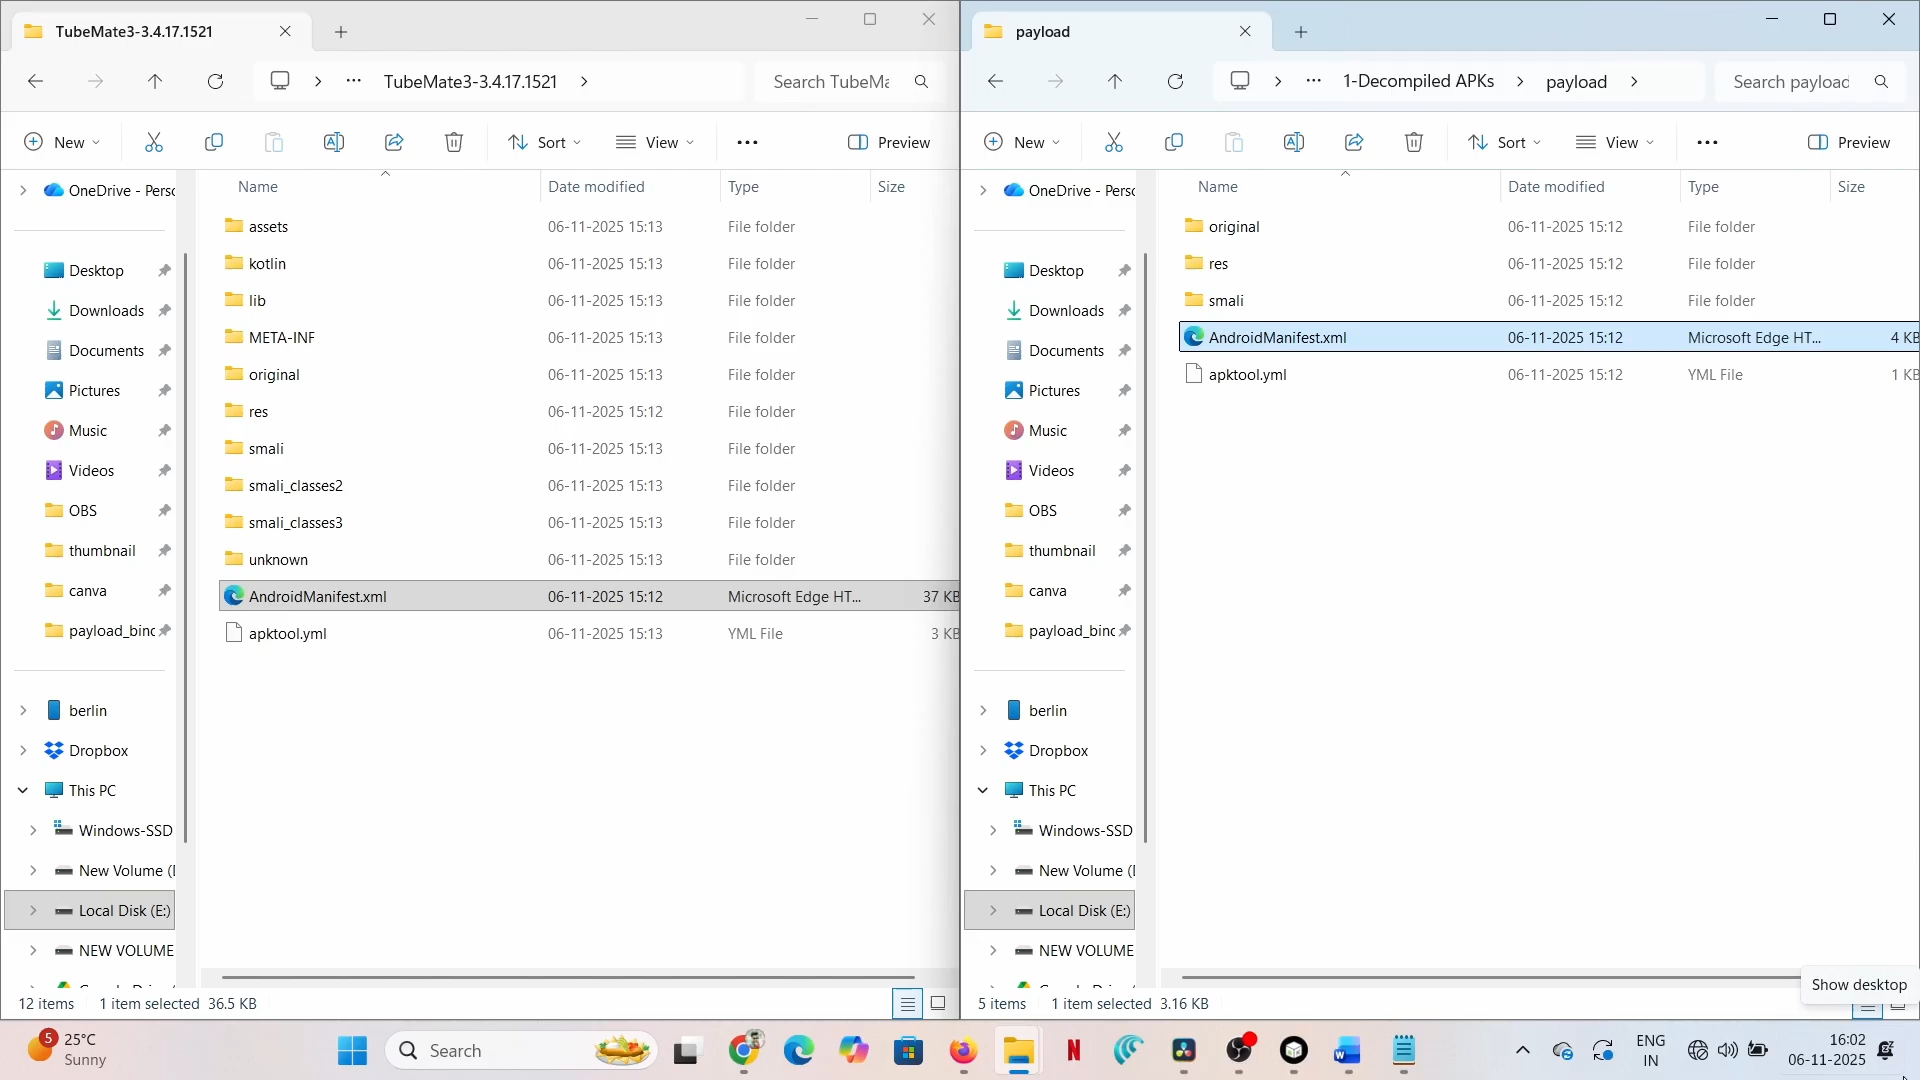 TubeMate3-3.4.17.1521
TubeMate3-3.4.17.1521
Search TubeMa
New
Sort
View
Preview
OneDrive - Perso
Name
Date modified
Type
Size
assets
06-11-2025 15:13
File folder
kotlin
06-11-2025 15:13
File folder
lib
06-11-2025 15:13
File folder
META-INF
06-11-2025 15:13
File folder
original
06-11-2025 15:13
File folder
res
06-11-2025 15:12
File folder
smali
06-11-2025 15:13
File folder
smali_classes2
06-11-2025 15:13
File folder
smali_classes3
06-11-2025 15:13
File folder
unknown
06-11-2025 15:13
File folder
AndroidManifest.xml
06-11-2025 15:12
Microsoft Edge HT...
37 KB
apktool.yml
06-11-2025 15:13
YML File
3 KB
Desktop
Downloads
Documents
Pictures
Music
Videos
OBS
thumbnail
canva
payload_binc
berlin
Dropbox
This PC
Windows-SSD
New Volume (
Local Disk (E:)
NEW VOLUME
12 items
1 item selected 36.5 KB
payload
1-Decompiled APKs
payload
Search payload
New
Sort
View
Preview
OneDrive - Perso
Name
Date modified
Type
Size
original
06-11-2025 15:12
File folder
res
06-11-2025 15:12
File folder
smali
06-11-2025 15:12
File folder
AndroidManifest.xml
06-11-2025 15:12
Microsoft Edge HT...
4 KB
apktool.yml
06-11-2025 15:12
YML File
1 KB
Desktop
Downloads
Documents
Pictures
Music
Videos
OBS
thumbnail
canva
payload_binc
berlin
Dropbox
This PC
Windows-SSD
New Volume (
Local Disk (E:)
NEW VOLUME
5 items
1 item selected 3.16 KB
Show desktop
5
25°C
Sunny
Search
ENG
IN
16:02
06-11-2025